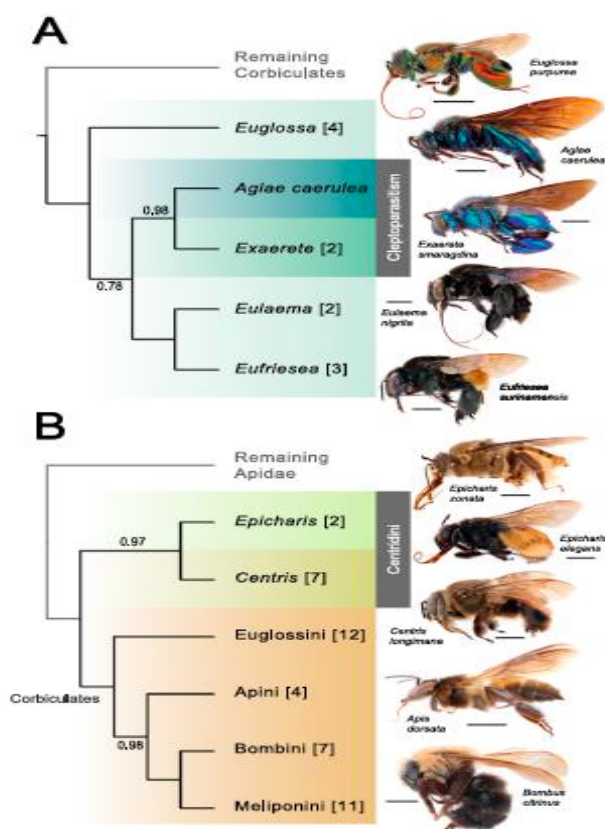 A
Remaining
Corbiculates
Euglossa
purpurea
Euglossa [4]
Aglae
caerulea
Aglae caerulea
0.98
Cleptoparasitism
Exaerete [2]
Exaerete
smaragdina
0.78
Eulaema [2]
Eulaema
nigrita
Eufriesea [3]
Eufriesea
surinamensis
B
Remaining
Apidae
Epicharis
zonata
Epicharis [2]
0.97
Epicharis
elegans
Centridini
Centris [7]
Centris
longimana
Euglossini [12]
Corbiculates
Apini [4]
Apis
dorsata
0.98
Bombini [7]
Bombus
citrinus
Meliponini [11]